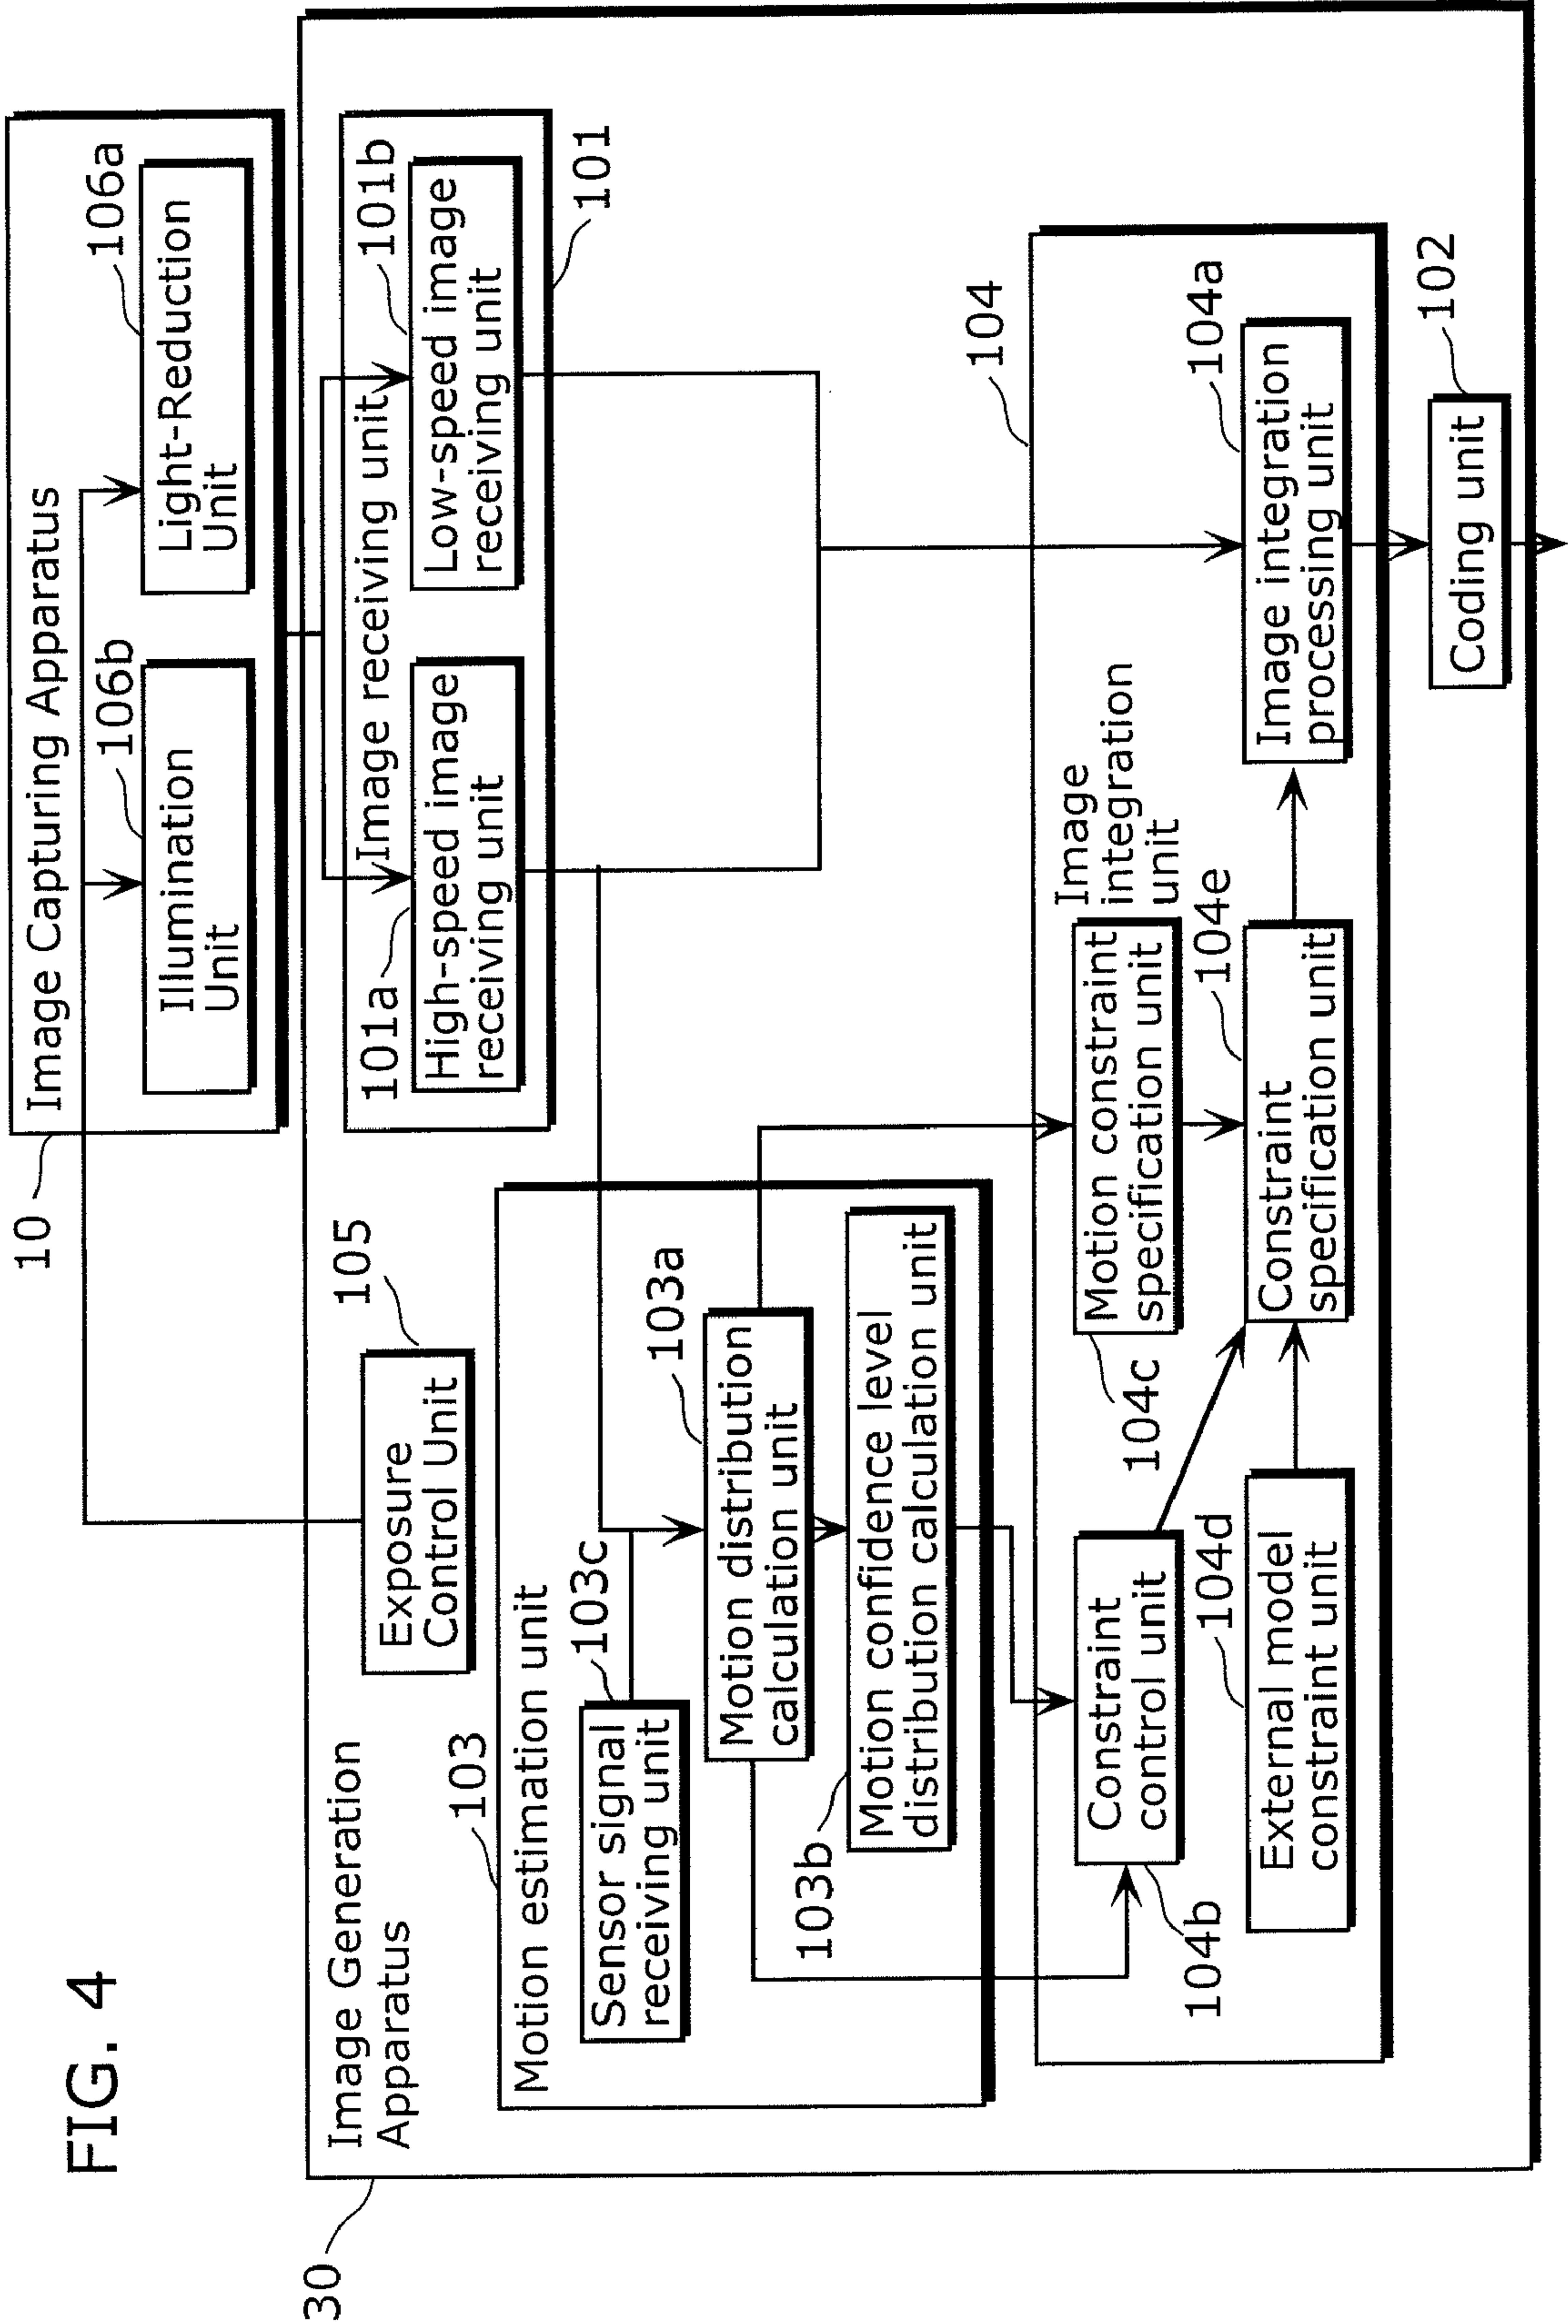 FIG. 4
10
Image Capturing Apparatus
106b
Illumination
Unit
106a
Light-Reduction
Unit
30
Image Generation
Apparatus
105
Exposure
Control Unit
Image receiving unit
101a
High-speed image
receiving unit
101b
Low-speed image
receiving unit
101
103
Motion estimation unit
103c
Sensor signal
receiving unit
103a
Motion distribution
calculation unit
103b
Motion confidence level
distribution calculation unit
104
Image
integration
unit
104b
Constraint
control unit
104c
Motion constraint
specification unit
104d
External model
constraint unit
104e
Constraint
specification unit
104a
Image integration
processing unit
102
Coding unit